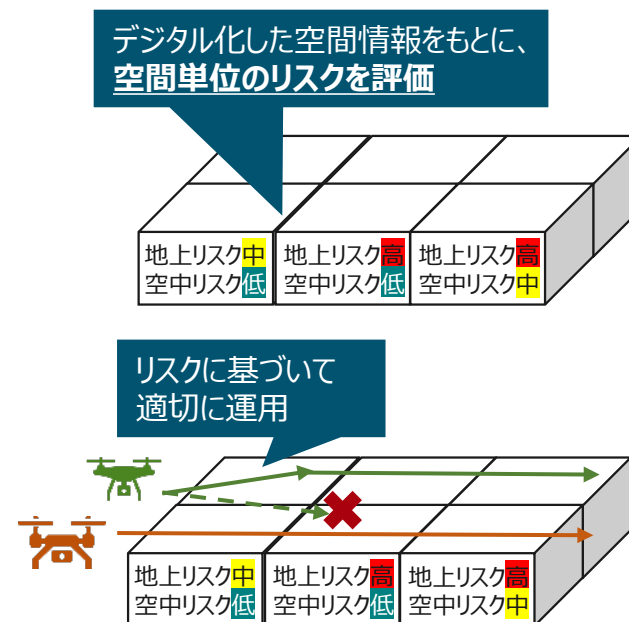 デジタル化した空間情報をもとに、
空間単位のリスクを評価
地上リスク中
空中リスク低
地上リスク高
空中リスク低
地上リスク高
空中リスク中
リスクに基づいて
適切に運用
地上リスク中
空中リスク低
地上リスク高
空中リスク低
地上リスク高
空中リスク中